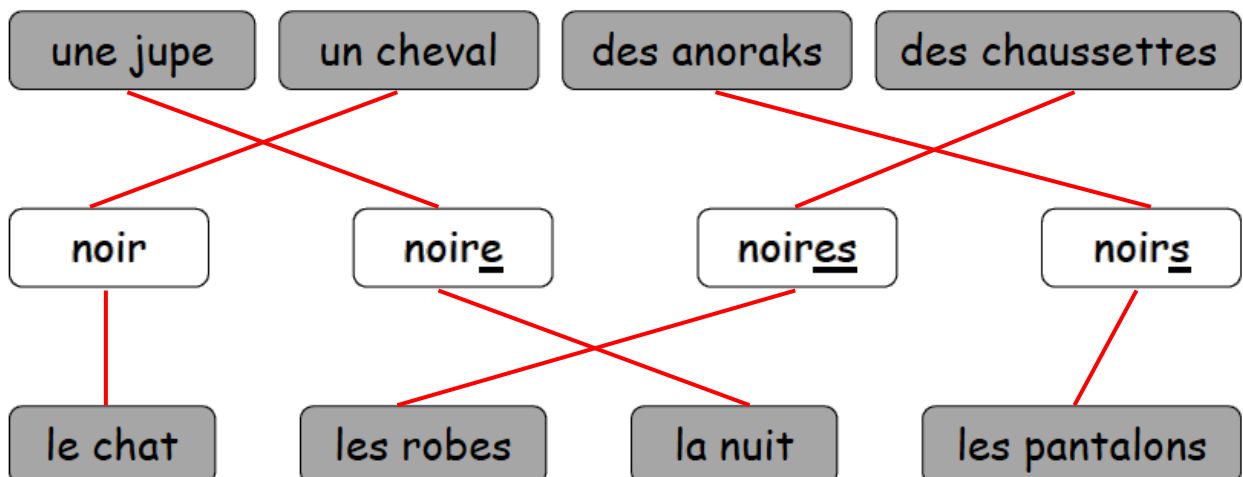 une jupe un cheval des anoraks des chaussettes
noir noire noires noirs
le chat les robes la nuit les pantalons